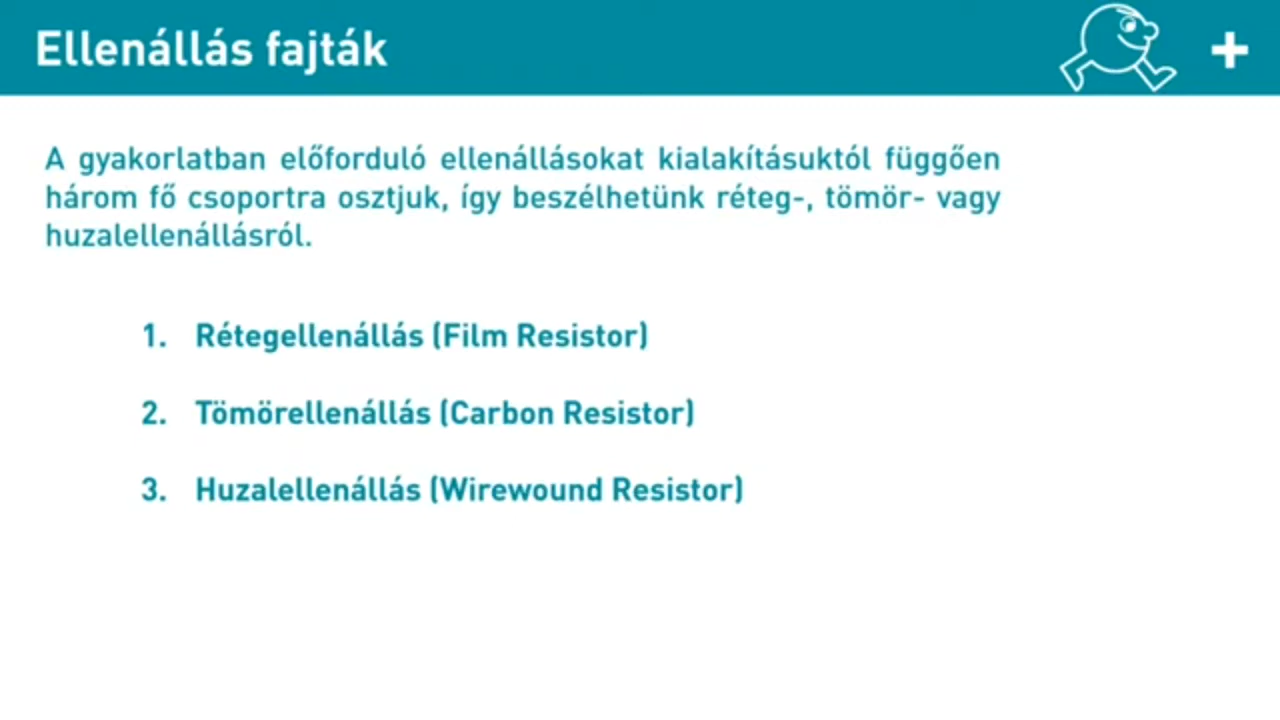 Ellenállás fajták
A gyakorlatban előforduló ellenállásokat kialakításuktól függően
három fő csoportra osztjuk, így beszélhetünk réteg-, tömör- vagy
huzalellenállásról.
1. Rétegellenállás (Film Resistor)
2. Tömörellenállás (Carbon Resistor)
3. Huzalellenállás (Wirewound Resistor)